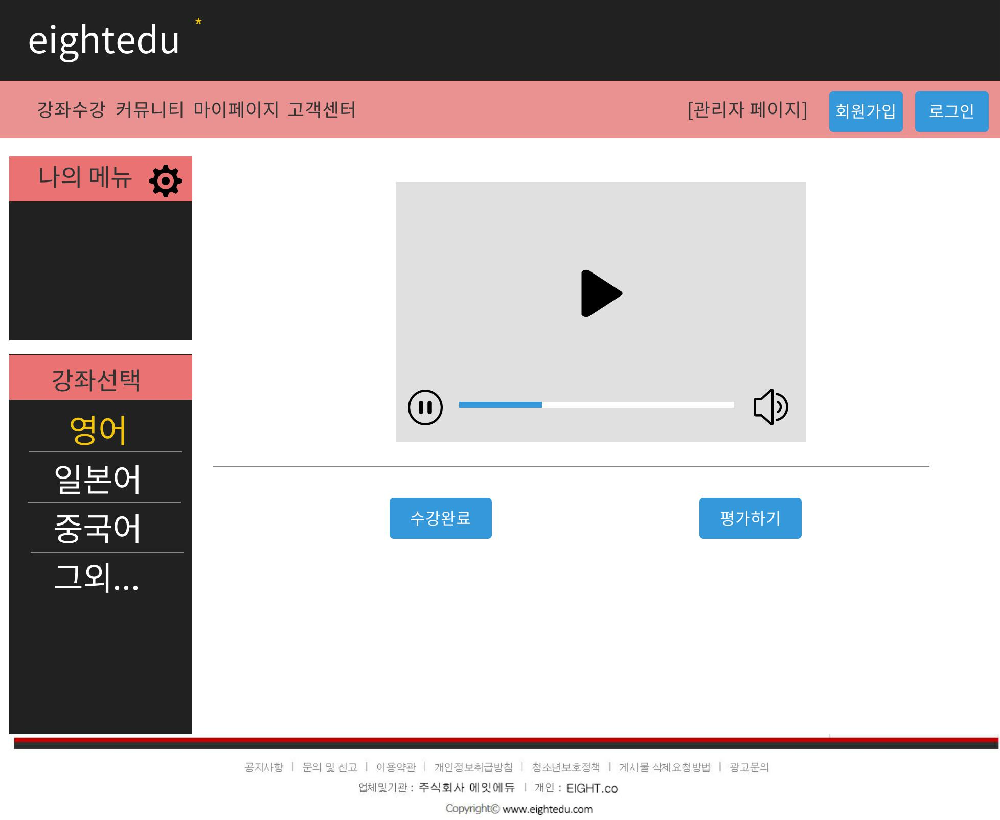 eightedu *
강좌수강 커뮤니티 마이페이지 고객센터 [관리자 페이지] 회원가입 로그인
나의 메뉴
강좌선택
영어
일본어
중국어
그외...
수강완료 평가하기
공지사항 | 문의 및 신고 | 이용약관 | 개인정보취급방침 | 청소년보호정책 | 게시물 삭제요청방법 | 광고문의
업체및기관 : 주식회사 에잇에듀 | 개인 : EIGHT.co
Copyright© www.eightedu.com